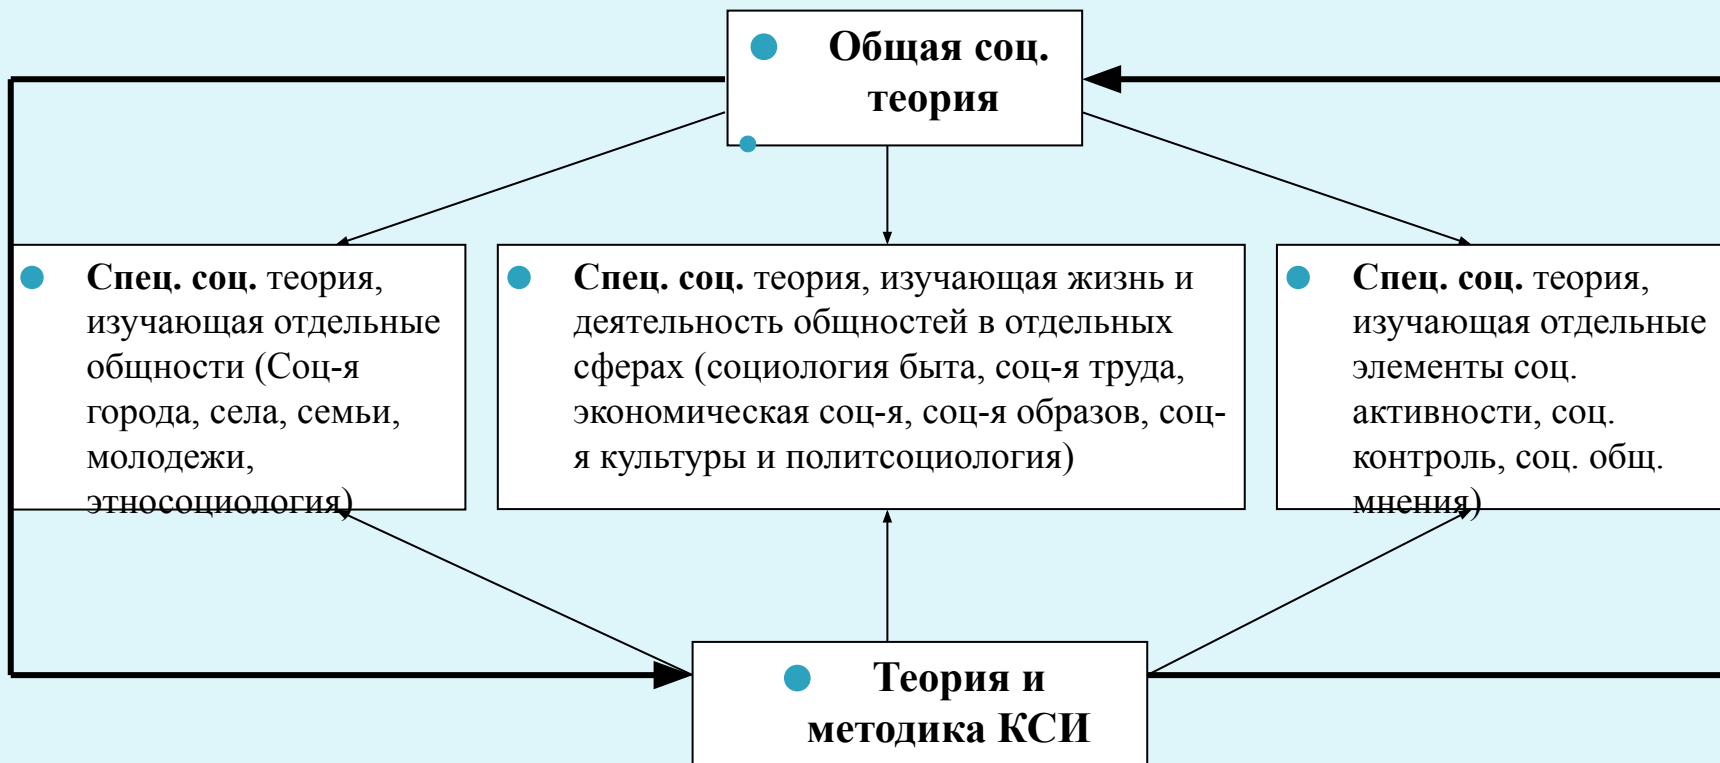 Общая соц.
теория
Спец. соц. теория,
изучающая отдельные
общности (Соц-я
города, села, семьи,
молодежи,
этносоциология)
Спец. соц. теория, изучающая жизнь и
деятельность общностей в отдельных
сферах (социология быта, соц-я труда,
экономическая соц-я, соц-я образов, соц-
я культуры и политсоциология)
Спец. соц. теория,
изучающая отдельные
элементы соц.
активности, соц.
контроль, соц. общ.
мнения)
Теория и
методика КСИ